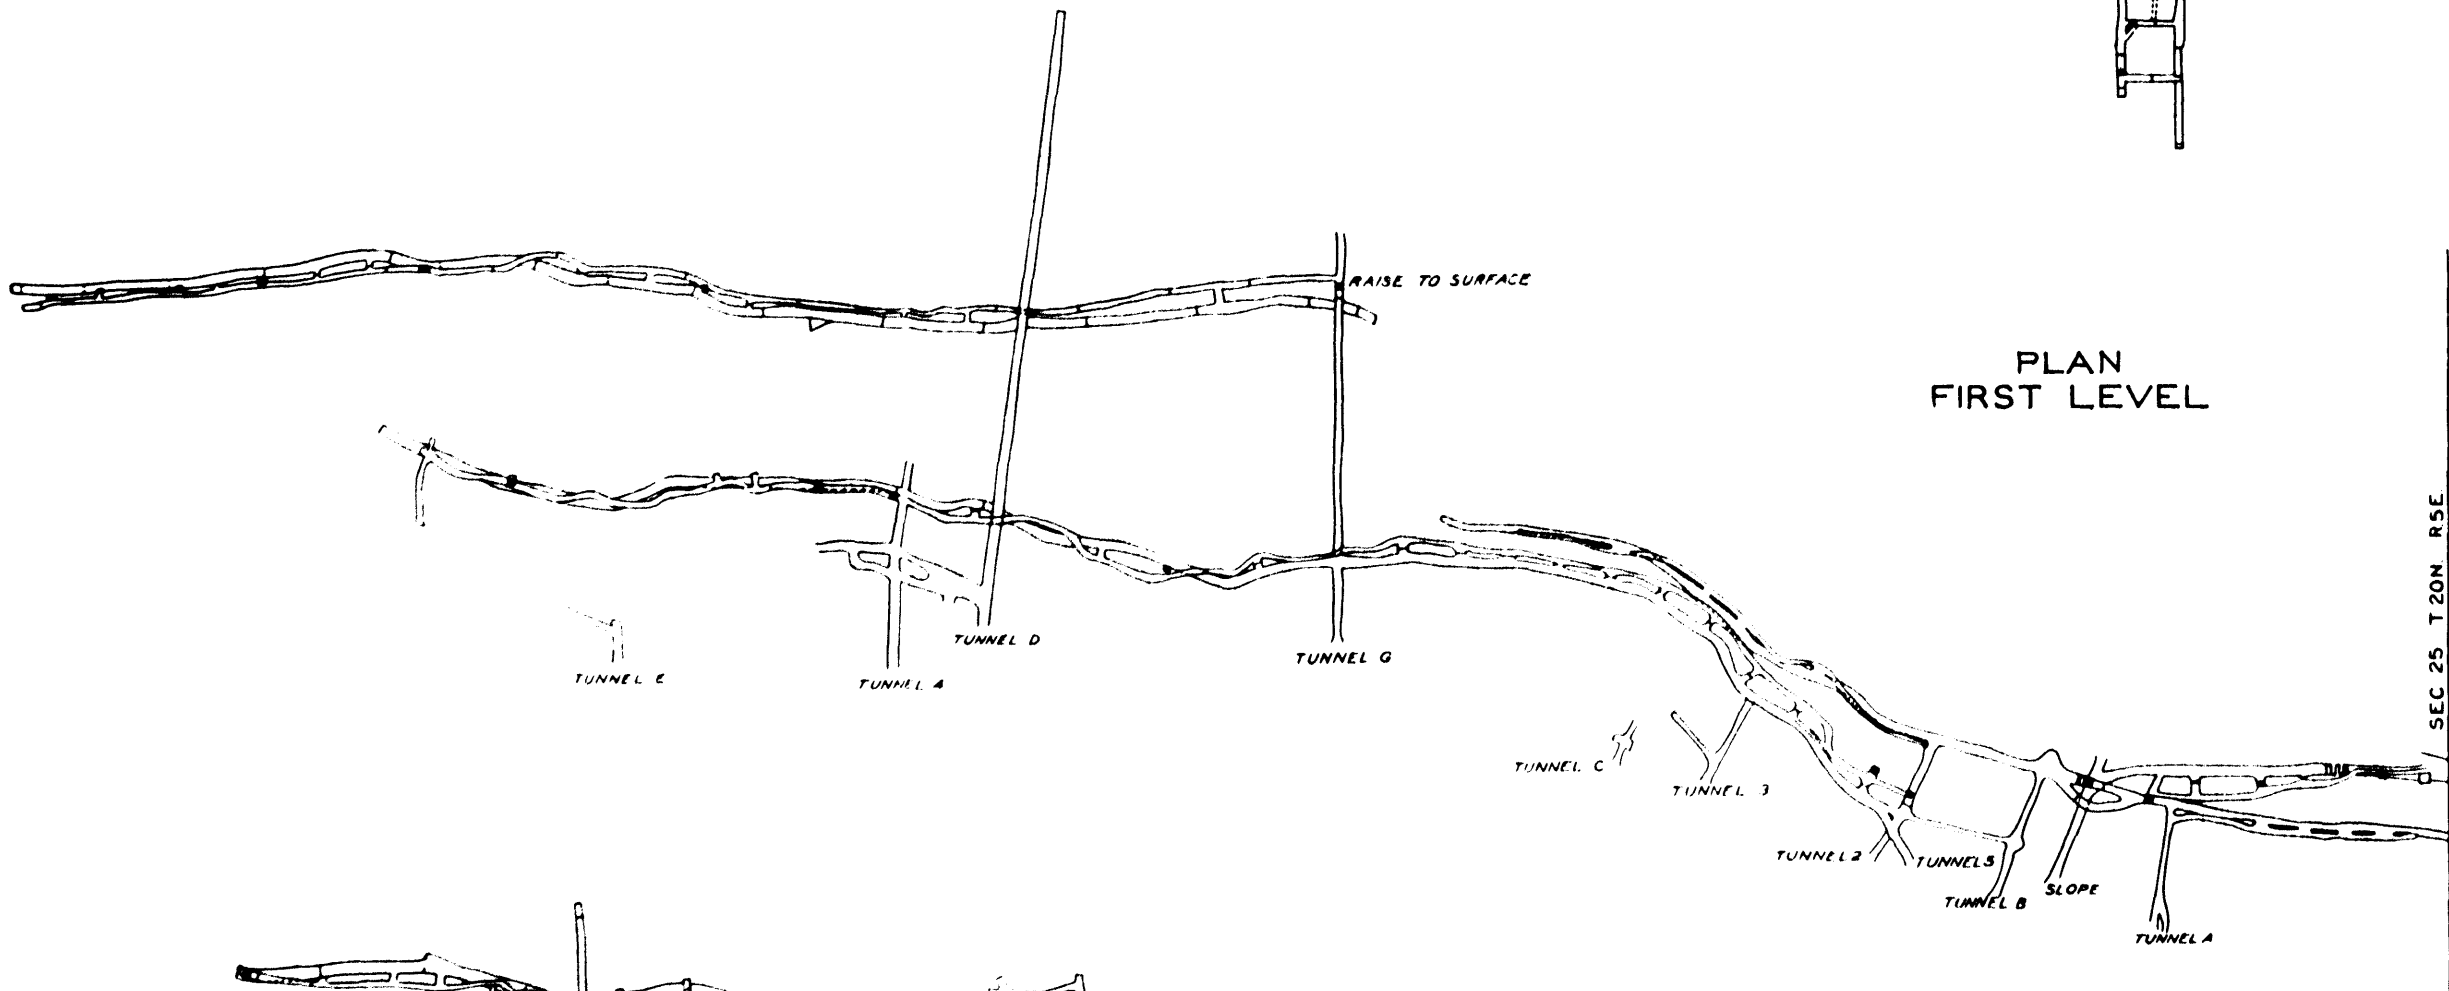 RAISE TO SURFACE
PLAN
FIRST LEVEL
SEC 25 T20N R5E
TUNNEL D
TUNNEL G
TUNNEL E
TUNNEL 4
TUNNEL C
TUNNEL 3
TUNNEL 2
TUNNEL 5
TUNNEL B
SLOPE
TUNNEL A